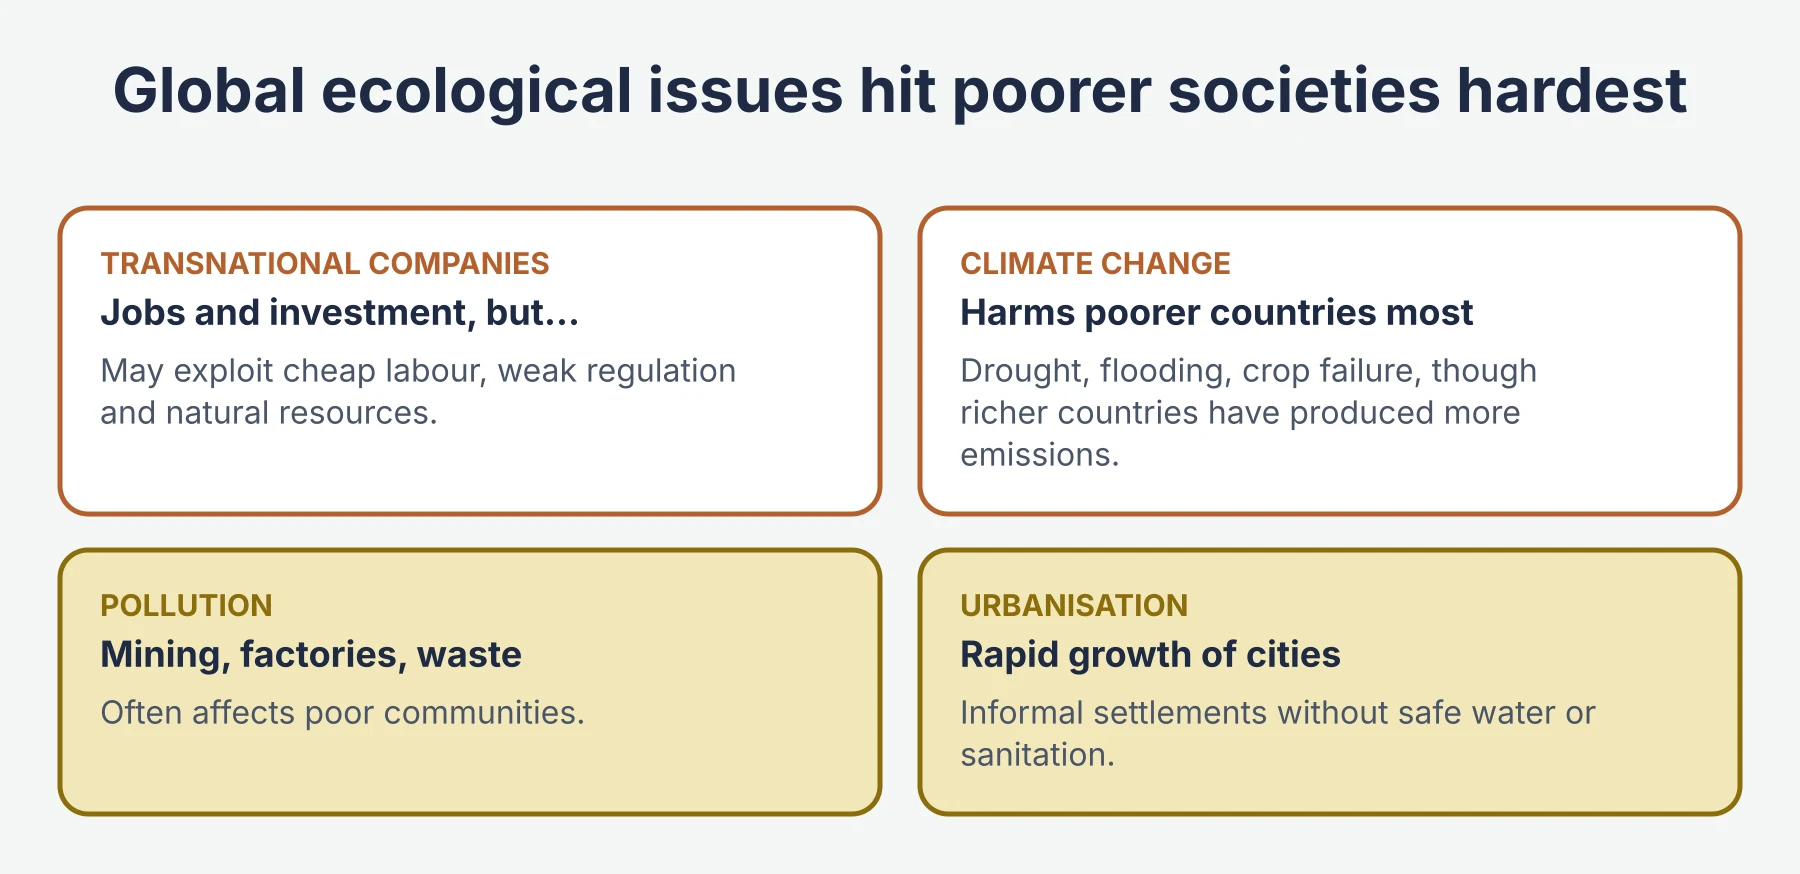 Global ecological issues hit poorer societies hardest
TRANSNATIONAL COMPANIES
Jobs and investment, but...
May exploit cheap labour, weak regulation
and natural resources.
CLIMATE CHANGE
Harms poorer countries most
Drought, flooding, crop failure, though
richer countries have produced more
emissions.
POLLUTION
Mining, factories, waste
Often affects poor communities.
URBANISATION
Rapid growth of cities
Informal settlements without safe water or
sanitation.